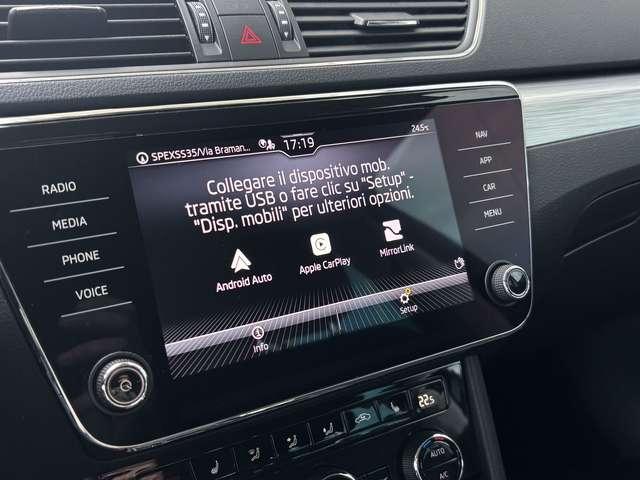 SPEXSS35/Via Braman...
17:19
24.5°C
Collegare il dispositivo mob.
tramite USB o fare clic su "Setup" -
"Disp. mobili" per ulteriori opzioni.
Android Auto
Apple CarPlay
MirrorLink
Info
Setup
RADIO
MEDIA
PHONE
VOICE
NAV
APP
CAR
MENU
22.5
AUTO
A/C